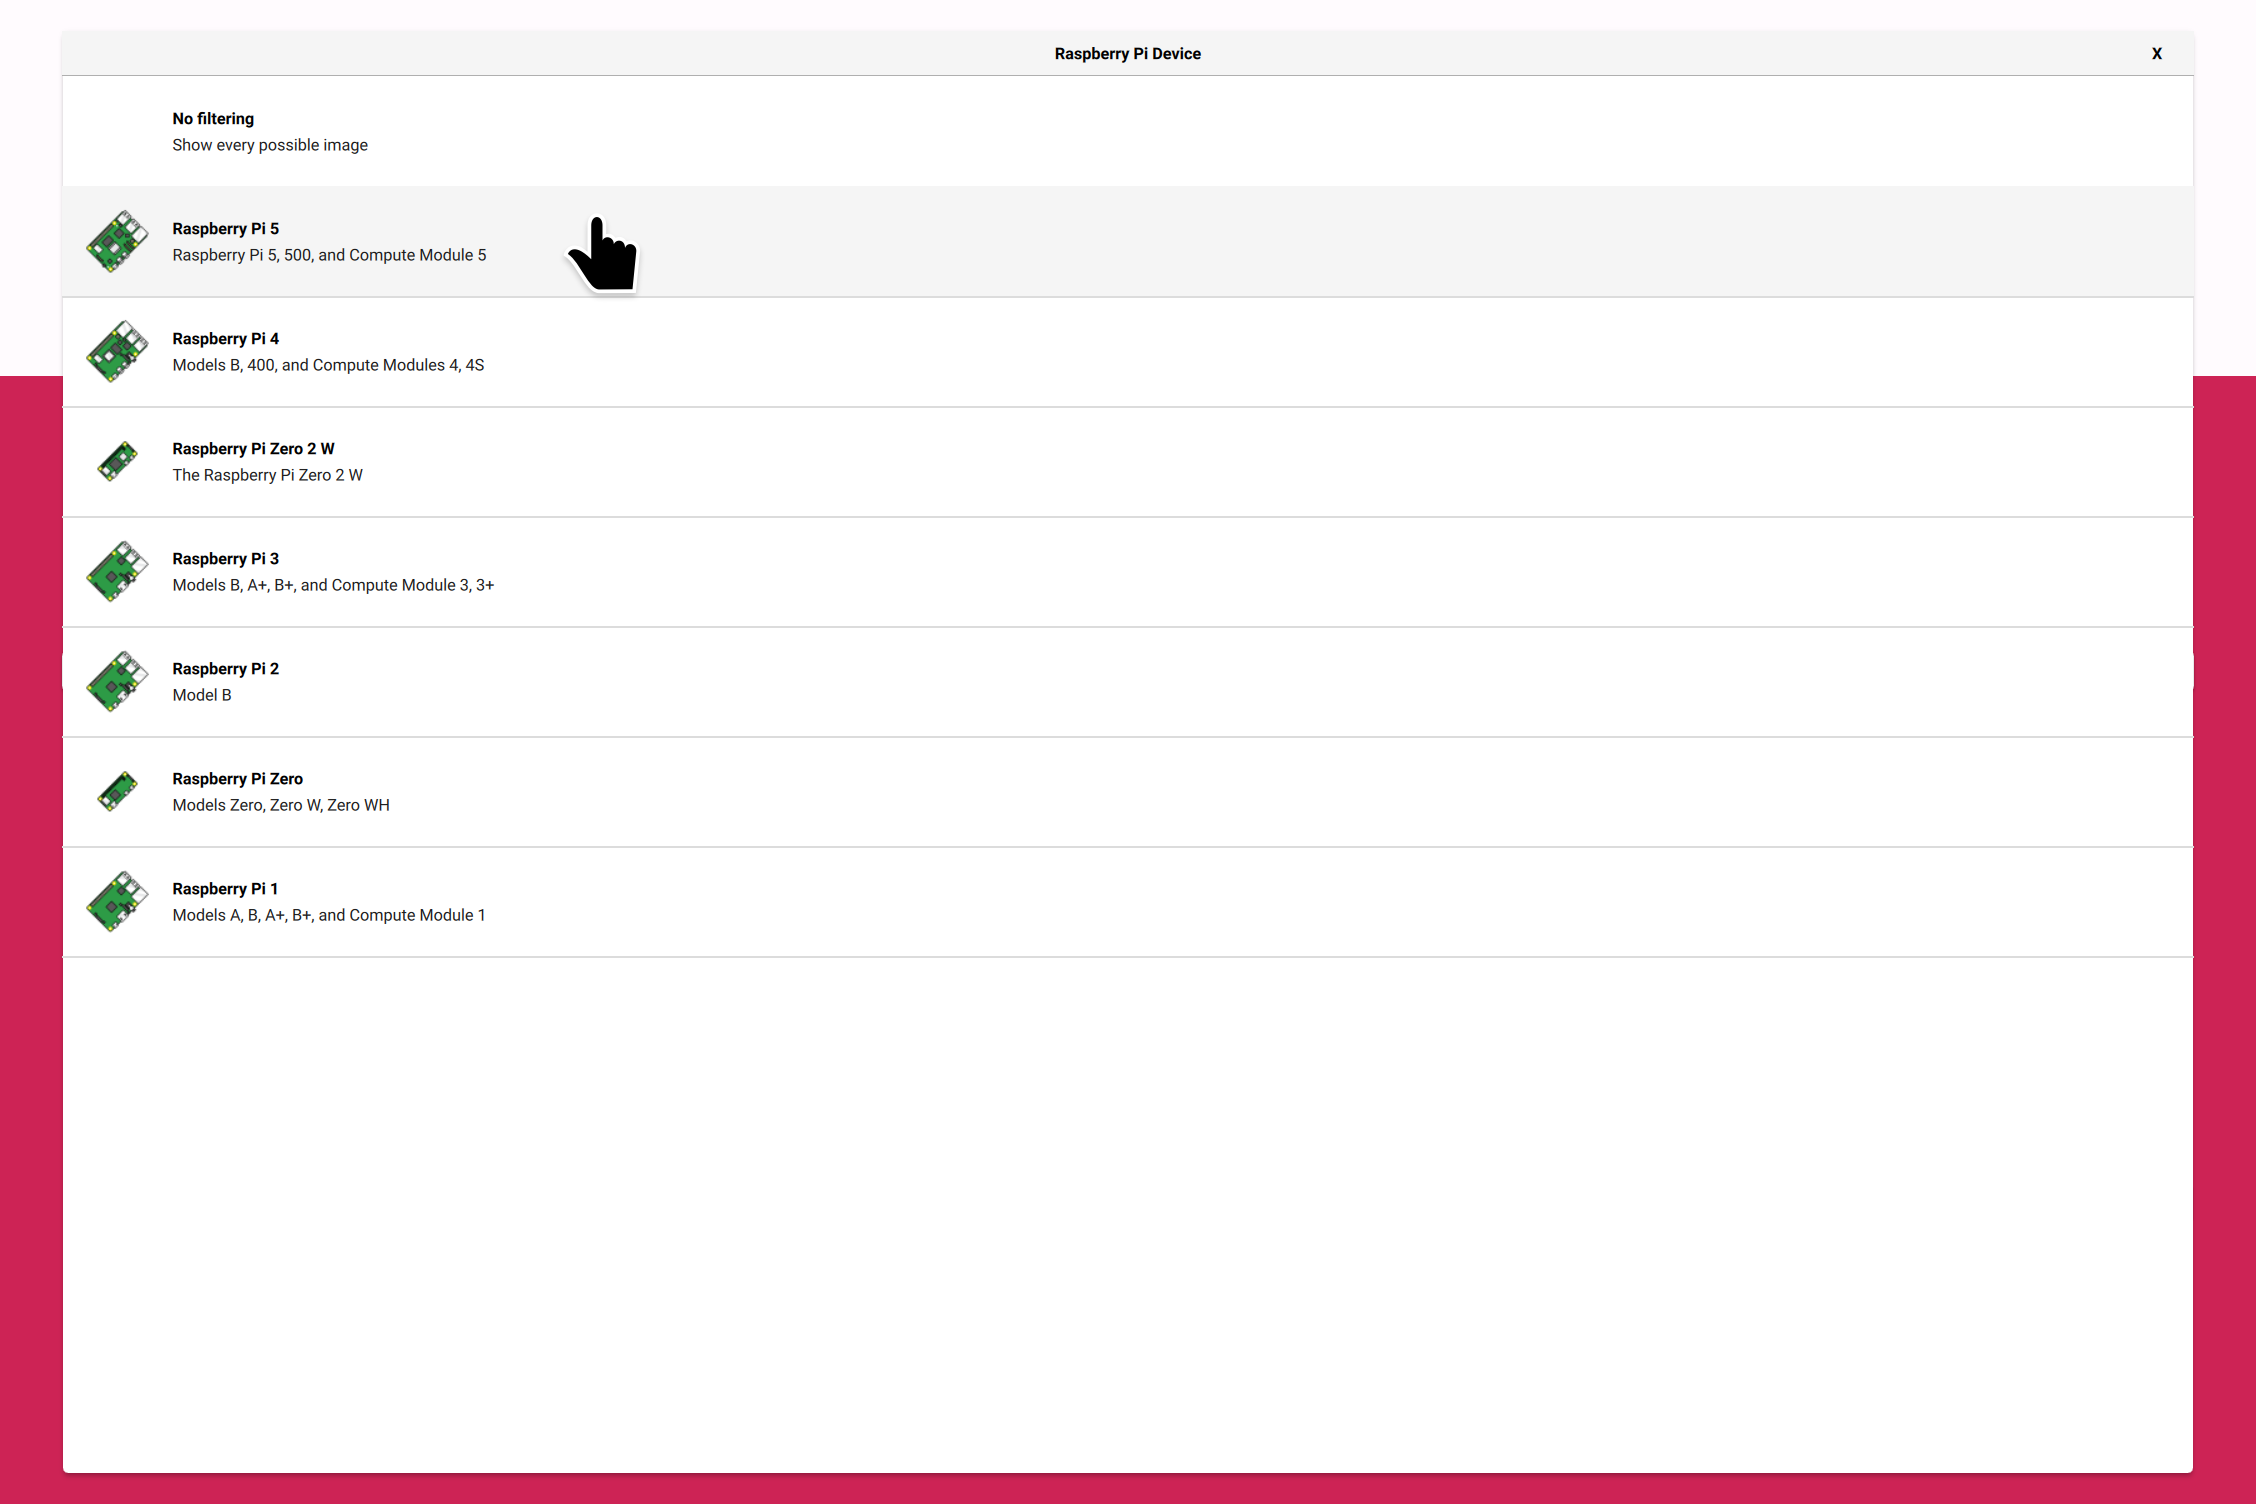 Raspberry Pi Device
X
No filtering
Show every possible image
Raspberry Pi 5
Raspberry Pi 5, 500, and Compute Module 5
Raspberry Pi 4
Models B, 400, and Compute Modules 4, 4S
Raspberry Pi Zero 2 W
The Raspberry Pi Zero 2 W
Raspberry Pi 3
Models B, A+, B+, and Compute Module 3, 3+
Raspberry Pi 2
Model B
Raspberry Pi Zero
Models Zero, Zero W, Zero WH
Raspberry Pi 1
Models A, B, A+, B+, and Compute Module 1